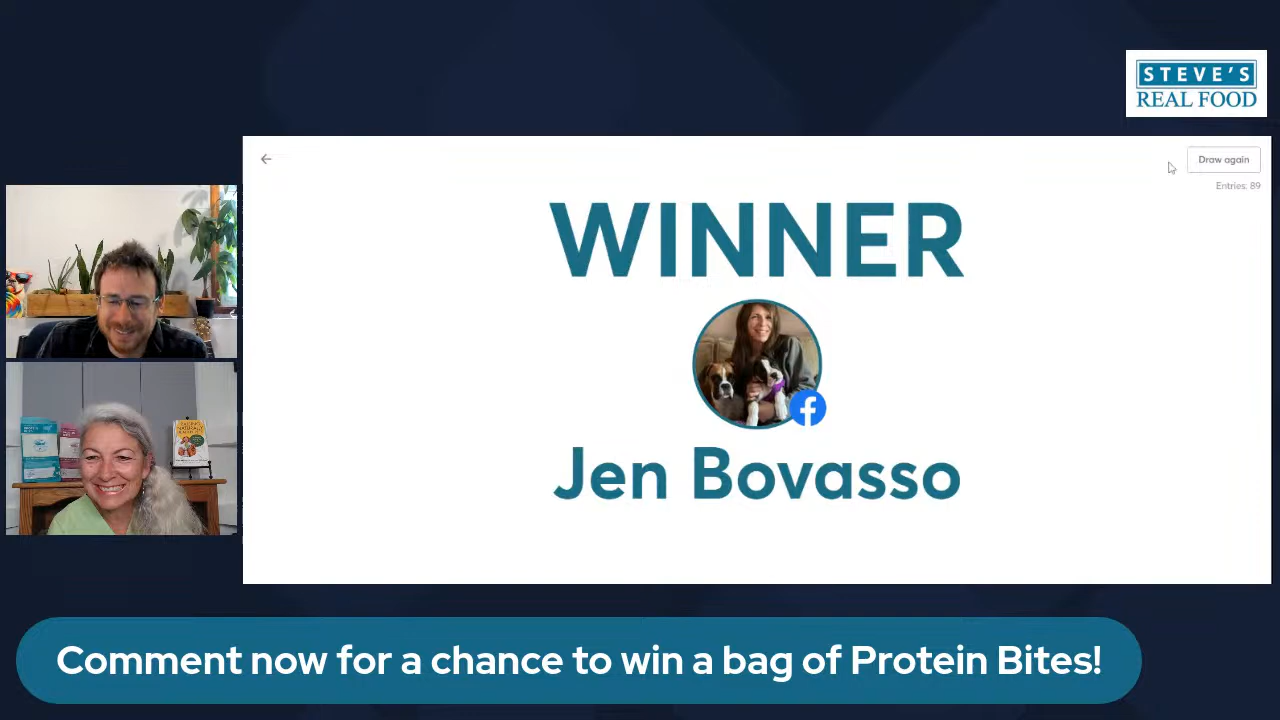 STEVE'S
REAL FOOD
Draw again
Entries: 89
WINNER
Jen Bovasso
Comment now for a chance to win a bag of Protein Bites!